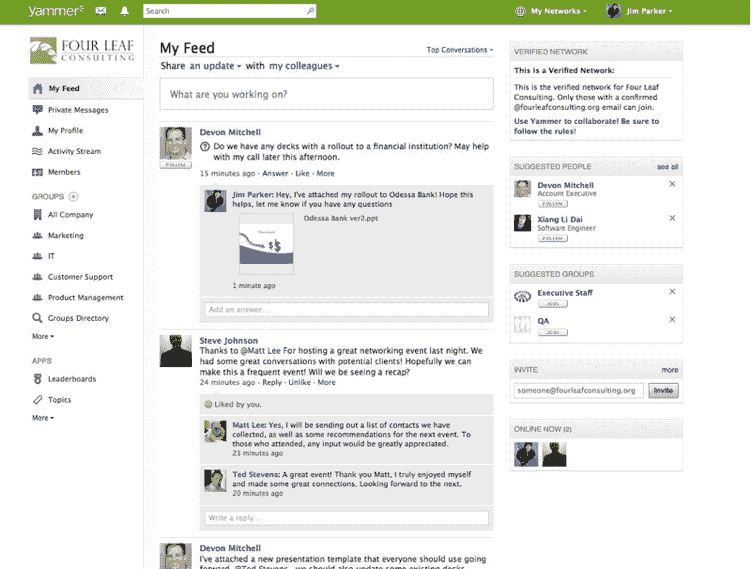 yammer
Search
My Networks
Jim Parker
FOUR LEAF
CONSULTING
My Feed
Private Messages
My Profile
Activity Stream
Members
GROUPS
All Company
Marketing
IT
Customer Support
Product Management
Groups Directory
More
APPS
Leaderboards
Topics
More
My Feed
Top Conversations
Share an update with my colleagues
What are you working on?
Devon Mitchell
Do we have any decks with a rollout to a financial institution? May help
with my call later this afternoon.
FOLLOW
15 minutes ago · Answer · Like · More
Jim Parker: Hey, I've attached my rollout to Odessa Bank! Hope this
helps, let me know if you have any questions
Odessa Bank ver2.ppt
$$
1 minute ago
Add an answer...
Steve Johnson
Thanks to @Matt Lee For hosting a great networking event last night. We
had some great conversations with potential clients! Hopefully we can
make this a frequent event! Will we be seeing a recap?
24 minutes ago · Reply · Unlike · More
Liked by you.
Matt Lee: Yes, I will be sending out a list of contacts we have
collected, as well as some recommendations for the next event. To
those who attended, any input would be greatly appreciated.
23 minutes ago
Ted Stevens: A great event! Thank you Matt, I truly enjoyed myself
and made some great connections. Looking forward to the next.
20 minutes ago
Write a reply...
Devon Mitchell
I've attached a new presentation template that everyone should use going
forward. @Ted Stevens, we should also update some existing decks
VERIFIED NETWORK
This is a Verified Network:
This is the verified network for Four Leaf
Consulting. Only those with a confirmed
@fourleafconsulting.org email can join.
Use Yammer to collaborate! Be sure to
follow the rules!
SUGGESTED PEOPLE
see all
Devon Mitchell
Account Executive
FOLLOW
Xiang Li Dai
Software Engineer
FOLLOW
SUGGESTED GROUPS
Executive Staff
JOIN
QA
JOIN
INVITE
more
someone@fourleafconsulting.org
Invite
ONLINE NOW (2)